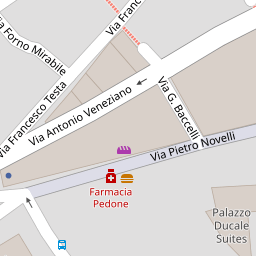 Via Franc
Via Forno Mirabile
Via Francesco Testa
Via Antonio Veneziano
Via G. Baccelli
Via Pietro Novelli
Farmacia
Pedone
Palazzo
Ducale
Suites